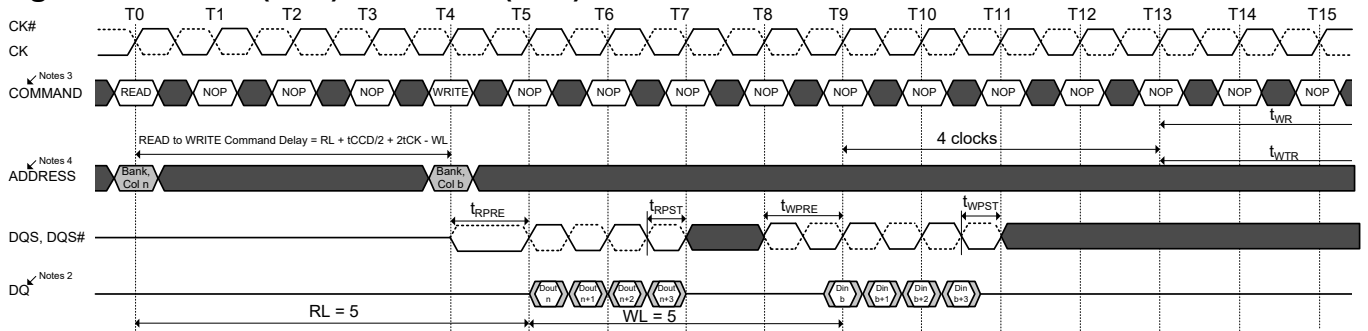 T0 T1 T2 T3 T4 T5 T6 T7 T8 T9 T10 T11 T12 T13 T14 T15
CK#
CK
Notes 3
COMMAND READ NOP NOP NOP WRITE NOP NOP NOP NOP NOP NOP NOP NOP NOP NOP NOP
tWR
READ to WRITE Command Delay = RL + tCCD/2 + 2tCK - WL
4 clocks
tWTR
Notes 4
ADDRESS
Bank,
Col n
Bank,
Col b
tRPRE tRPST tWPRE tWPST
DQS, DQS#
Notes 2
DQ
Dout
n
Dout
n+1
Dout
n+2
Dout
n+3
Din
b
Din
b+1
Din
b+2
Din
b+3
RL = 5 WL = 5